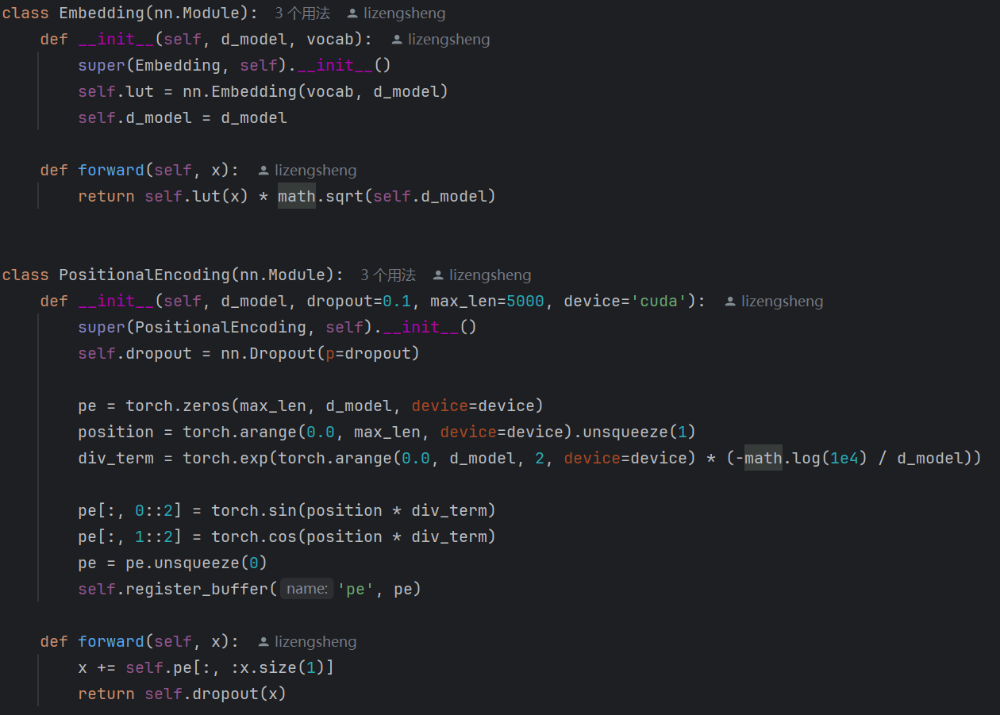 class Embedding(nn.Module): 3 个用法 lizengsheng
def __init__(self, d_model, vocab): lizengsheng
super(Embedding, self).__init__()
self.lut = nn.Embedding(vocab, d_model)
self.d_model = d_model
def forward(self, x): lizengsheng
return self.lut(x) * math.sqrt(self.d_model)
class PositionalEncoding(nn.Module): 3 个用法 lizengsheng
def __init__(self, d_model, dropout=0.1, max_len=5000, device='cuda'): lizengsheng
super(PositionalEncoding, self).__init__()
self.dropout = nn.Dropout(p=dropout)
pe = torch.zeros(max_len, d_model, device=device)
position = torch.arange(0.0, max_len, device=device).unsqueeze(1)
div_term = torch.exp(torch.arange(0.0, d_model, 2, device=device) * (-math.log(1e4) / d_model))
pe[:, 0::2] = torch.sin(position * div_term)
pe[:, 1::2] = torch.cos(position * div_term)
pe = pe.unsqueeze(0)
self.register_buffer( name: 'pe', pe)
def forward(self, x): lizengsheng
x += self.pe[:, :x.size(1)]
return self.dropout(x)